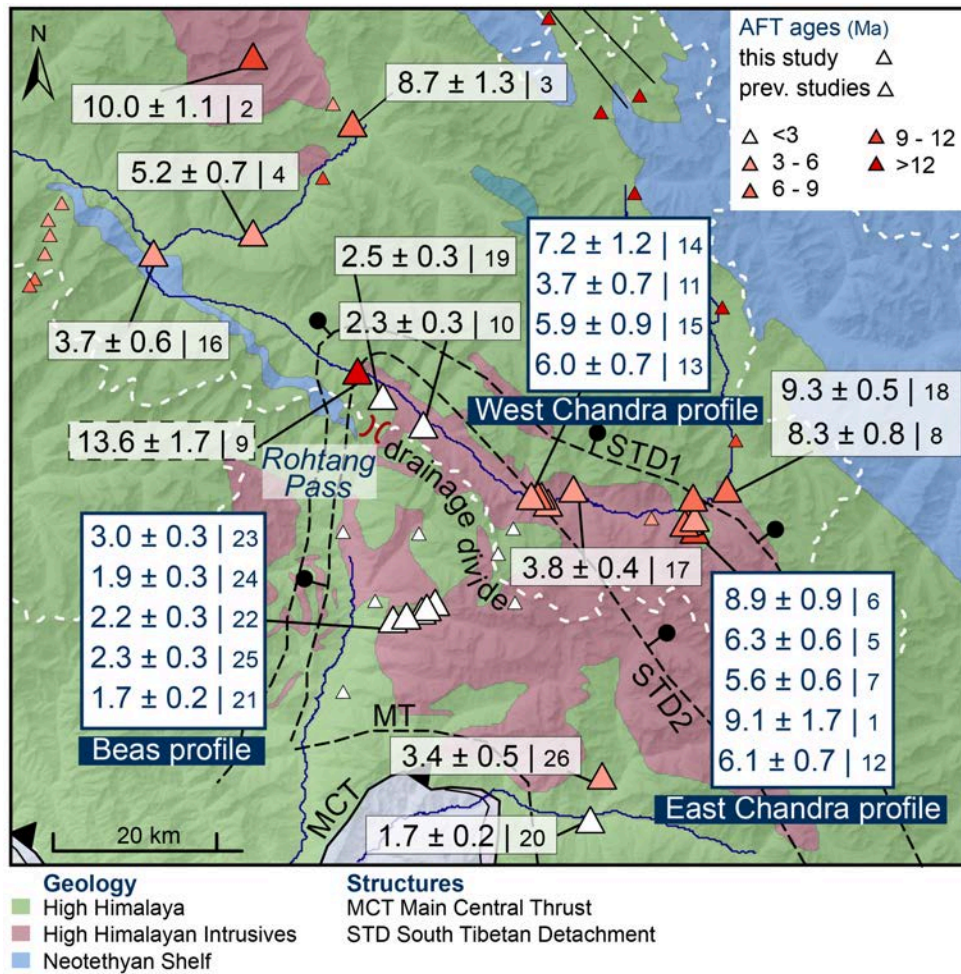 N
AFT ages (Ma)
this study
prev. studies
<3
3 - 6
6 - 9
9 - 12
>12
10.0 ± 1.1 | 2
8.7 ± 1.3 | 3
5.2 ± 0.7 | 4
2.5 ± 0.3 | 19
2.3 ± 0.3 | 10
3.7 ± 0.6 | 16
7.2 ± 1.2 | 14
3.7 ± 0.7 | 11
5.9 ± 0.9 | 15
6.0 ± 0.7 | 13
West Chandra profile
9.3 ± 0.5 | 18
8.3 ± 0.8 | 8
13.6 ± 1.7 | 9
Rohtang
Pass
drainage divide
LSTD1
STD2
3.8 ± 0.4 | 17
3.0 ± 0.3 | 23
1.9 ± 0.3 | 24
2.2 ± 0.3 | 22
2.3 ± 0.3 | 25
1.7 ± 0.2 | 21
Beas profile
8.9 ± 0.9 | 6
6.3 ± 0.6 | 5
5.6 ± 0.6 | 7
9.1 ± 1.7 | 1
6.1 ± 0.7 | 12
East Chandra profile
MT
MCT
3.4 ± 0.5 | 26
1.7 ± 0.2 | 20
20 km
Geology
High Himalaya
High Himalayan Intrusives
Neotethyan Shelf
Structures
MCT Main Central Thrust
STD South Tibetan Detachment